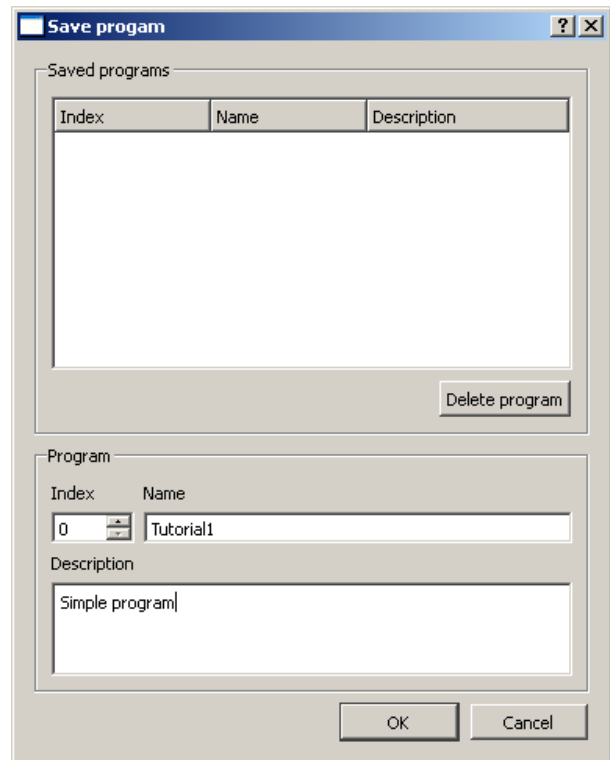 Save progam
Saved programs
Index Name Description
Delete program
Program
Index Name
0 Tutorial1
Description
Simple program
OK Cancel